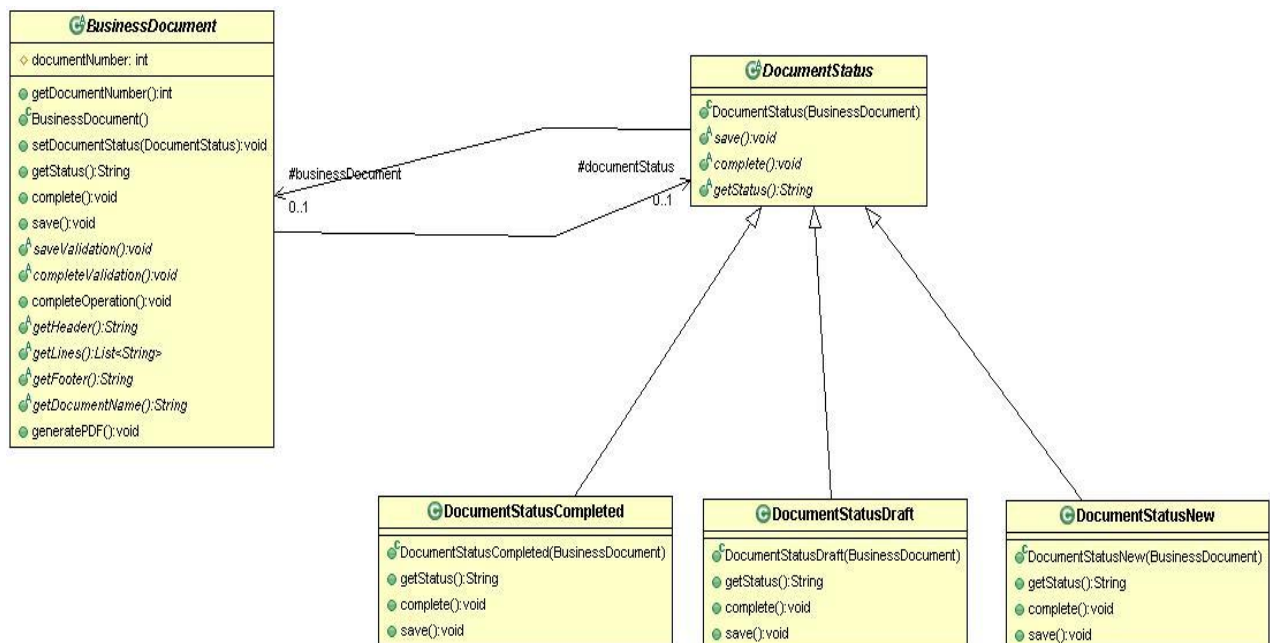 BusinessDocument
documentNumber: int
getDocumentNumber():int
BusinessDocument()
setDocumentStatus(DocumentStatus):void
getStatus():String
complete():void
save():void
saveValidation():void
completeValidation():void
completeOperation():void
getHeader():String
getLines():List<String>
getFooter():String
getDocumentName():String
generatePDF():void
#businessDocument
0..1
#documentStatus
0..1
DocumentStatus
DocumentStatus(BusinessDocument)
save():void
complete():void
getStatus():String
DocumentStatusCompleted
DocumentStatusCompleted(BusinessDocument)
getStatus():String
complete():void
save():void
DocumentStatusDraft
DocumentStatusDraft(BusinessDocument)
getStatus():String
complete():void
save():void
DocumentStatusNew
DocumentStatusNew(BusinessDocument)
getStatus():String
complete():void
save():void